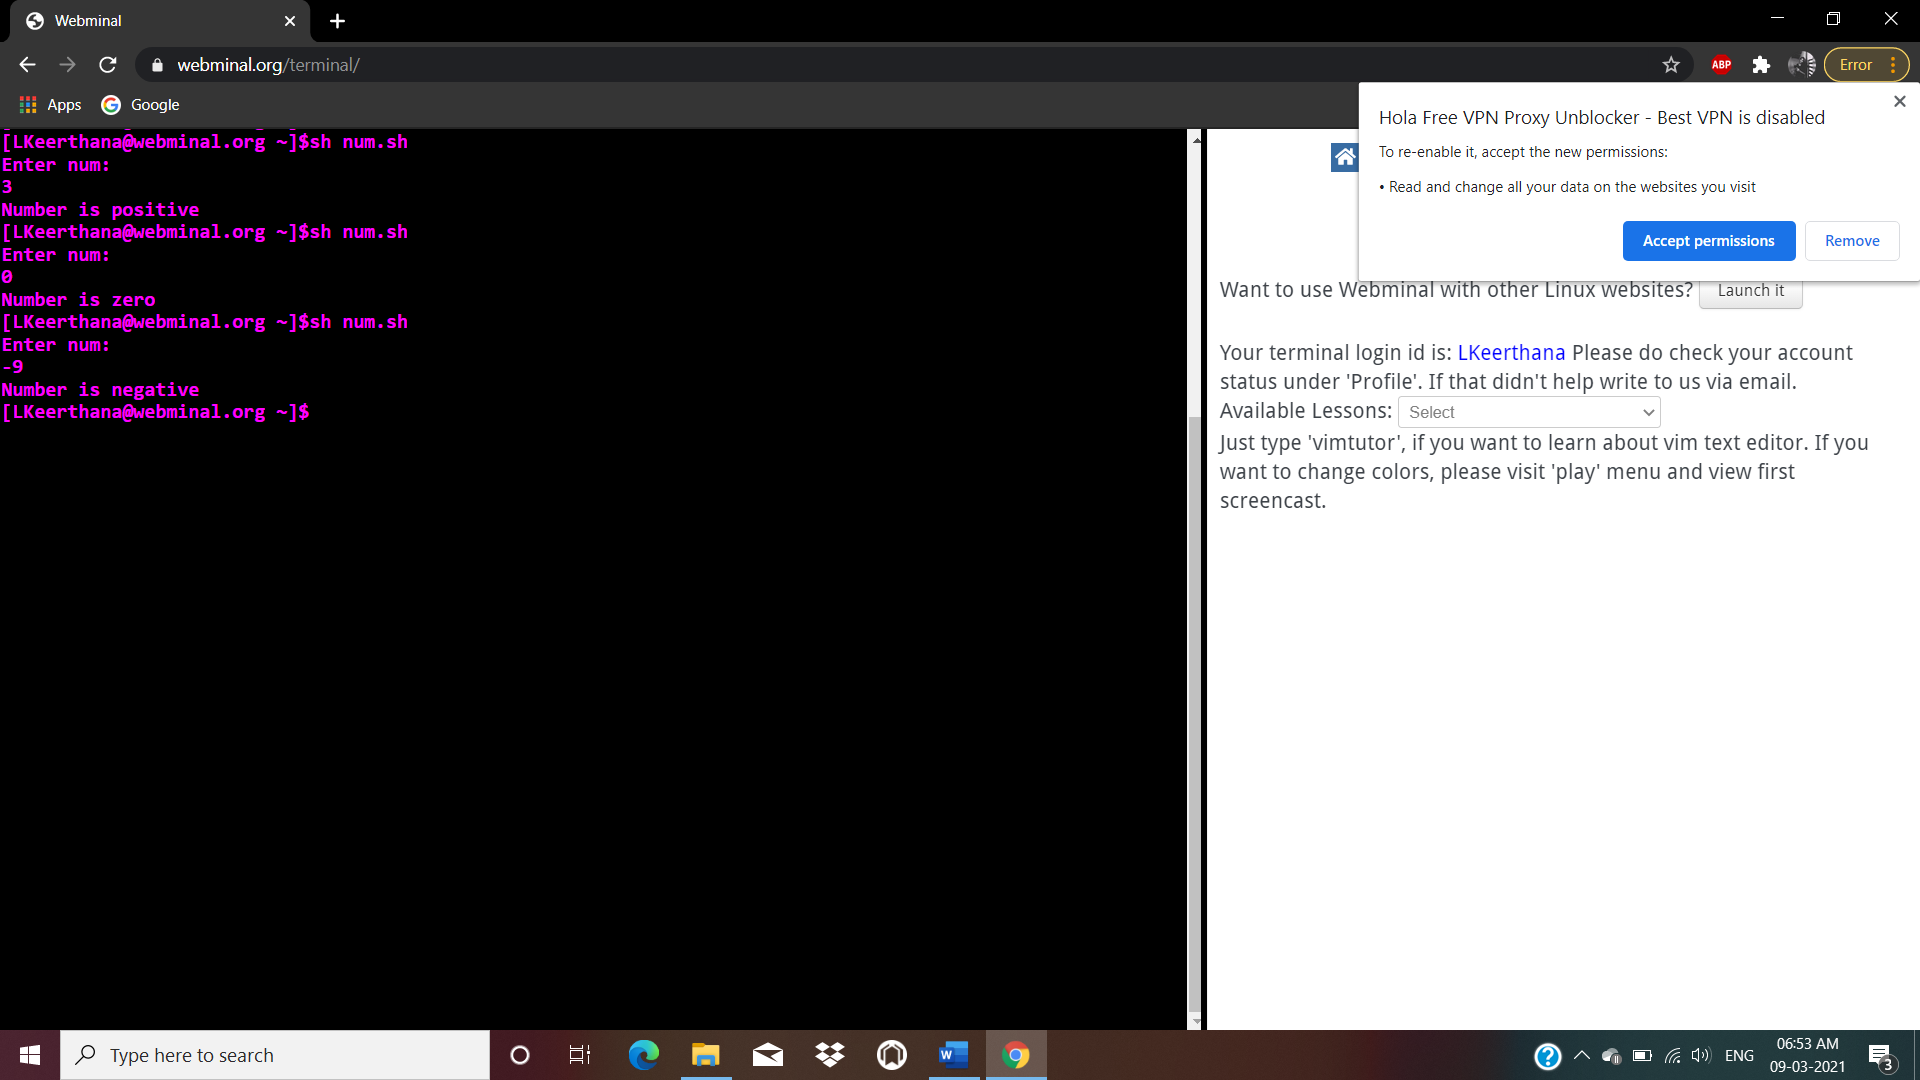 Webminal
webminal.org/terminal/
ABP
Error
Apps
Google
[LKeerthana@webminal.org ~]$sh num.sh
Enter num:
3
Number is positive
[LKeerthana@webminal.org ~]$sh num.sh
Enter num:
0
Number is zero
[LKeerthana@webminal.org ~]$sh num.sh
Enter num:
-9
Number is negative
[LKeerthana@webminal.org ~]$
Hola Free VPN Proxy Unblocker - Best VPN is disabled
To re-enable it, accept the new permissions:
• Read and change all your data on the websites you visit
Accept permissions
Remove
Want to use Webminal with other Linux websites? Launch it
Your terminal login id is: LKeerthana Please do check your account
status under 'Profile'. If that didn't help write to us via email.
Available Lessons: Select
Just type 'vimtutor', if you want to learn about vim text editor. If you
want to change colors, please visit 'play' menu and view first
screencast.
Type here to search
W
ENG
06:53 AM
09-03-2021
3